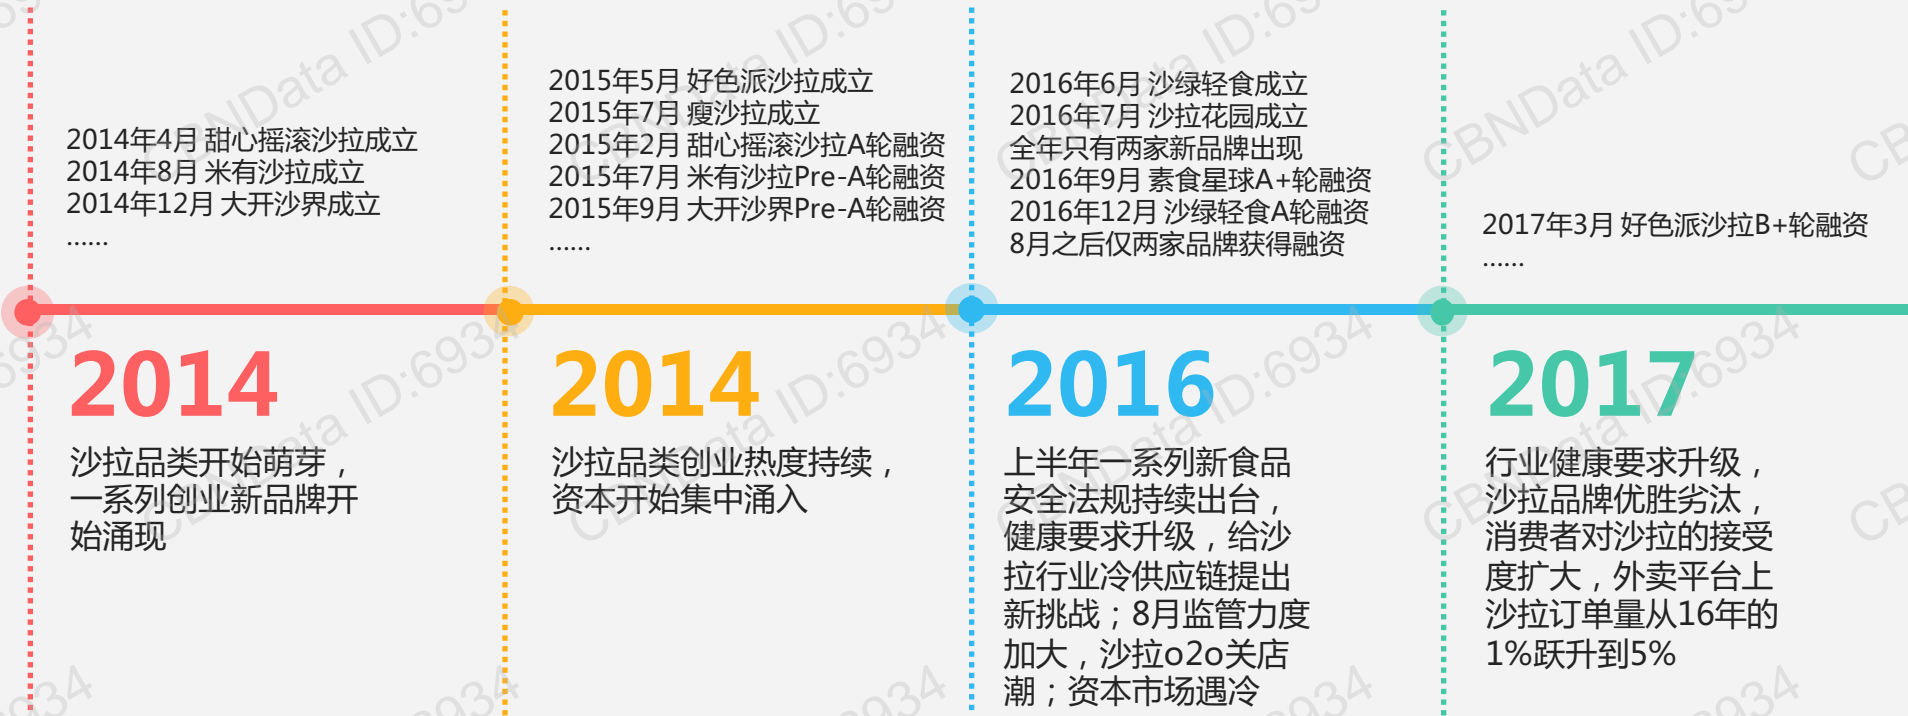 2014年4月 甜心摇滚沙拉成立
2014年8月 米有沙拉成立
2014年12月 大开沙界成立
......
2014
沙拉品类开始萌芽，
一系列创业新品牌开
始涌现
2015年5月 好色派沙拉成立
2015年7月 瘦沙拉成立
2015年2月 甜心摇滚沙拉A轮融资
2015年7月 米有沙拉Pre-A轮融资
2015年9月 大开沙界Pre-A轮融资
......
2014
沙拉品类创业热度持续，
资本开始集中涌入
2016年6月 沙绿轻食成立
2016年7月 沙拉花园成立
全年只有两家新品牌出现
2016年9月 素食星球A+轮融资
2016年12月 沙绿轻食A轮融资
8月之后仅两家品牌获得融资
2016
上半年一系列新食品
安全法规持续出台，
健康要求升级，给沙
拉行业冷供应链提出
新挑战；8月监管力度
加大，沙拉o2o关店
潮；资本市场遇冷
2017年3月 好色派沙拉B+轮融资
......
2017
行业健康要求升级，
沙拉品牌优胜劣汰，
消费者对沙拉的接受
度扩大，外卖平台上
沙拉订单量从16年的
1%跃升到5%
CBNData ID:6934